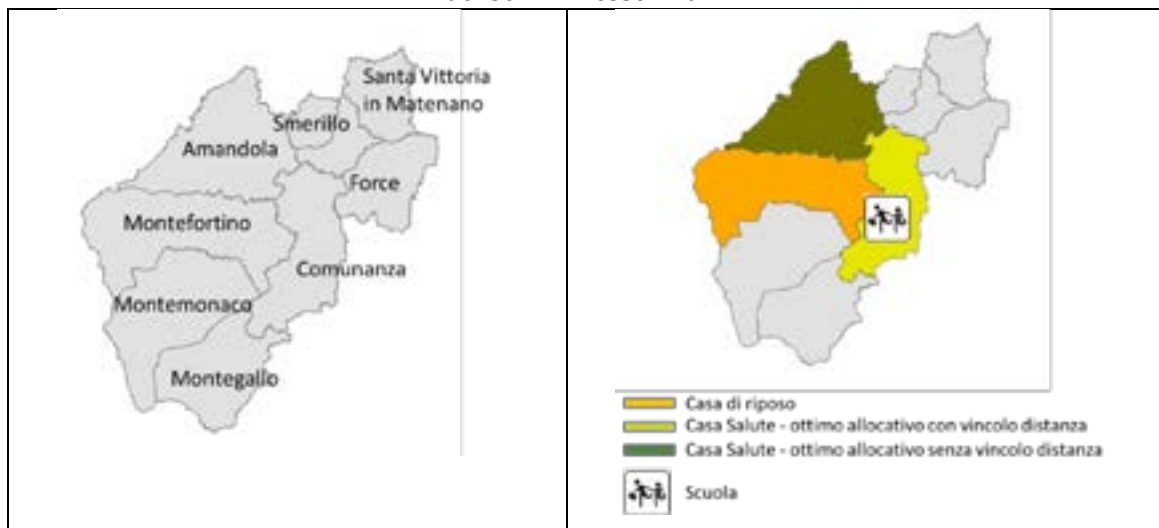 Santa Vittoria
in Matenano
Smerillo
Amandola
Force
Montefortino
Comunanza
Montemonaco
Montegallo
Casa di riposo
Casa Salute - ottimo allocativo con vincolo distanza
Casa Salute - ottimo allocativo senza vincolo distanza
Scuola